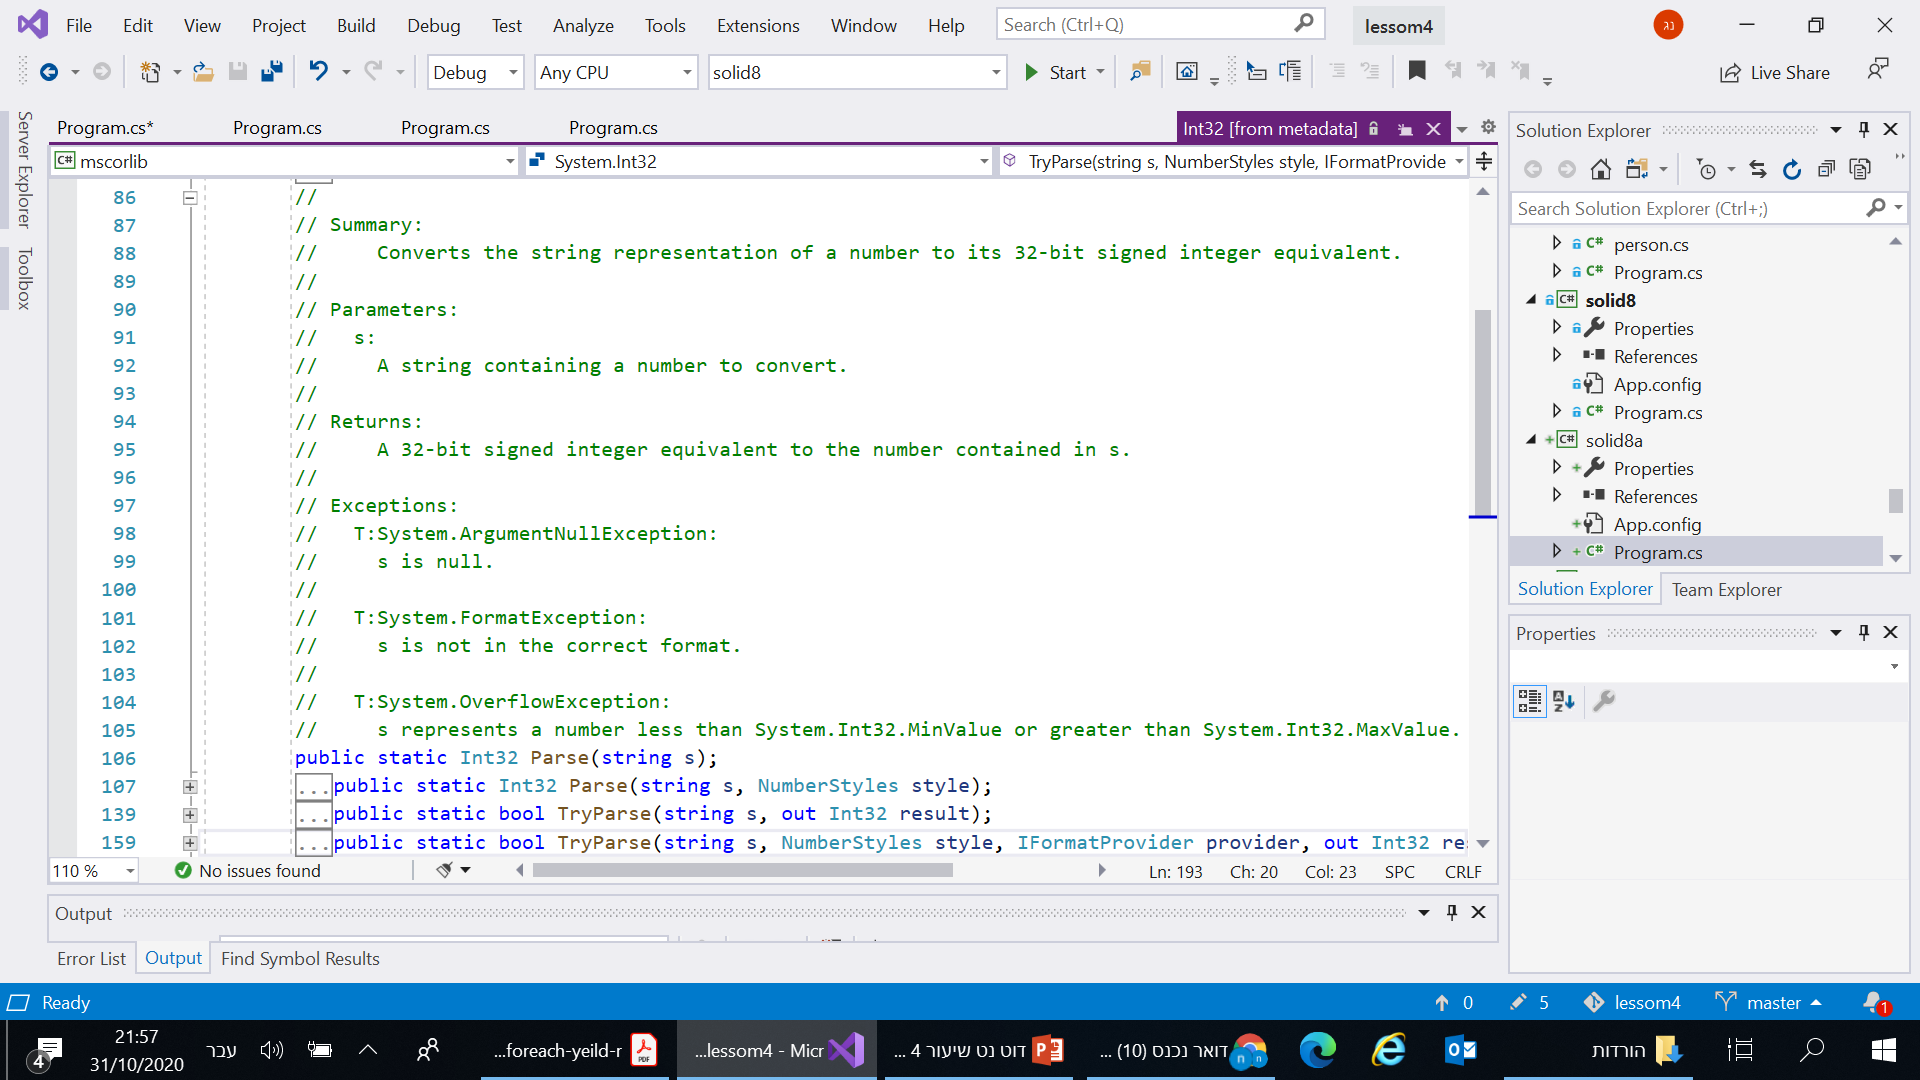 File Edit View Project Build Debug Test Analyze Tools Extensions Window Help Search (Ctrl+Q) lessom4 נג
Debug Any CPU solid8 Start Live Share
Server Explorer
Toolbox
Program.cs* Program.cs Program.cs Program.cs Int32 [from metadata]
C# mscorlib System.Int32 TryParse(string s, NumberStyles style, IFormatProvide
86 //
87 // Summary:
88 // Converts the string representation of a number to its 32-bit signed integer equivalent.
89 //
90 // Parameters:
91 // s:
92 // A string containing a number to convert.
93 //
94 // Returns:
95 // A 32-bit signed integer equivalent to the number contained in s.
96 //
97 // Exceptions:
98 // T:System.ArgumentNullException:
99 // s is null.
100 //
101 // T:System.FormatException:
102 // s is not in the correct format.
103 //
104 // T:System.OverflowException:
105 // s represents a number less than System.Int32.MinValue or greater than System.Int32.MaxValue.
106 public static Int32 Parse(string s);
107 ...public static Int32 Parse(string s, NumberStyles style);
139 ...public static bool TryParse(string s, out Int32 result);
159 ...public static bool TryParse(string s, NumberStyles style, IFormatProvider provider, out Int32 re
110 % No issues found Ln: 193 Ch: 20 Col: 23 SPC CRLF
Output
Error List Output Find Symbol Results
Solution Explorer
Search Solution Explorer (Ctrl+;)
C# person.cs
C# Program.cs
C# solid8
Properties
References
App.config
C# Program.cs
C# solid8a
Properties
References
App.config
C# Program.cs
Solution Explorer Team Explorer
Properties
Ready 0 5 lessom4 master 1
4 21:57 עבר ...foreach-yeild-r ...lessom4 - Micr דוט נט שיעור 4 ... דואר נכנס (10) ... הורדות
31/10/2020